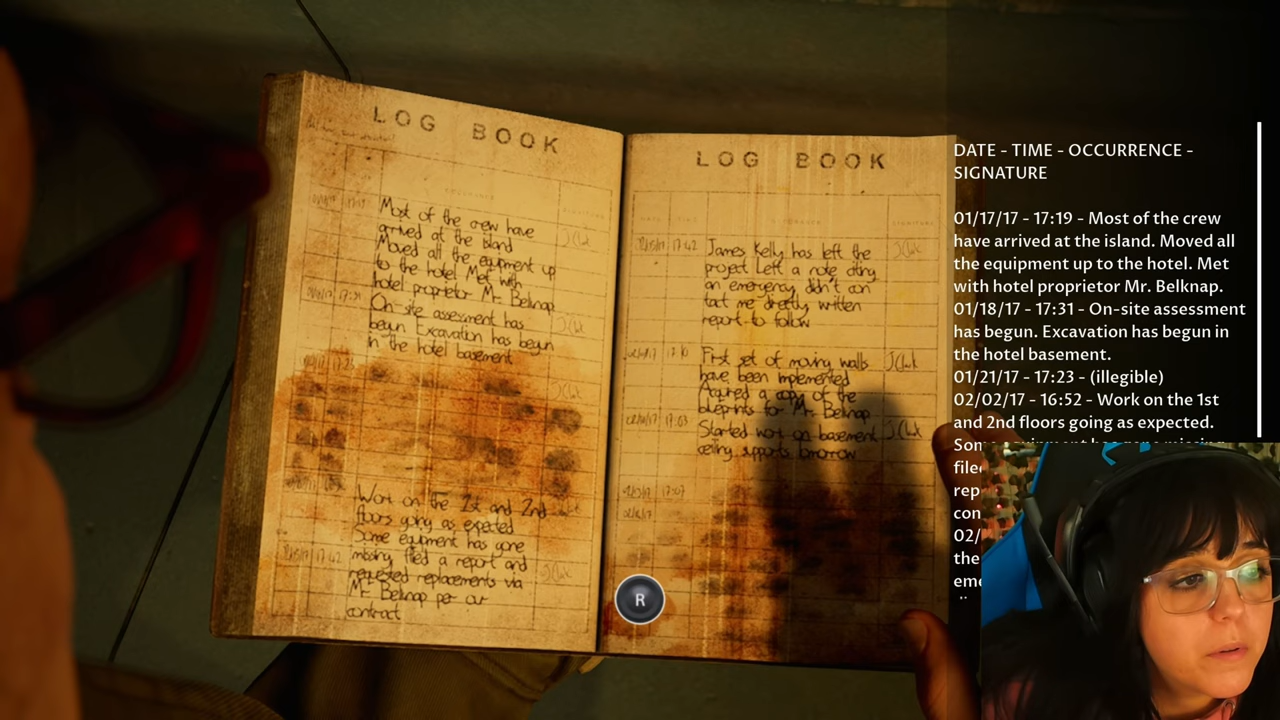 LOG BOOK
Most of the crew have
arrived at the island
Moved all the equipment up
to the hotel Met with
hotel proprietor Mr. Belknap
On-site assessment has
begun Excavation has begun
in the hotel basement
Work on the 1st and 2nd
floors going as expected
Some equipment has gone
missing, filed a report and
requested replacements via
Mr Belknap per our
contract
LOG BOOK
James Kelly has left the
project Left a note citing
an emergency, didn't con
tact me directly written
report to follow
First set of moving walls
have been implemented
Acquired a copy of the
blueprints for Mr. Belknap
Started work on basement
ceiling supports tomorrow
R
DATE - TIME - OCCURRENCE -
SIGNATURE
01/17/17 - 17:19 - Most of the crew
have arrived at the island. Moved all
the equipment up to the hotel. Met
with hotel proprietor Mr. Belknap.
01/18/17 - 17:31 - On-site assessment
has begun. Excavation has begun in
the hotel basement.
01/21/17 - 17:23 - (illegible)
02/02/17 - 16:52 - Work on the 1st
and 2nd floors going as expected.